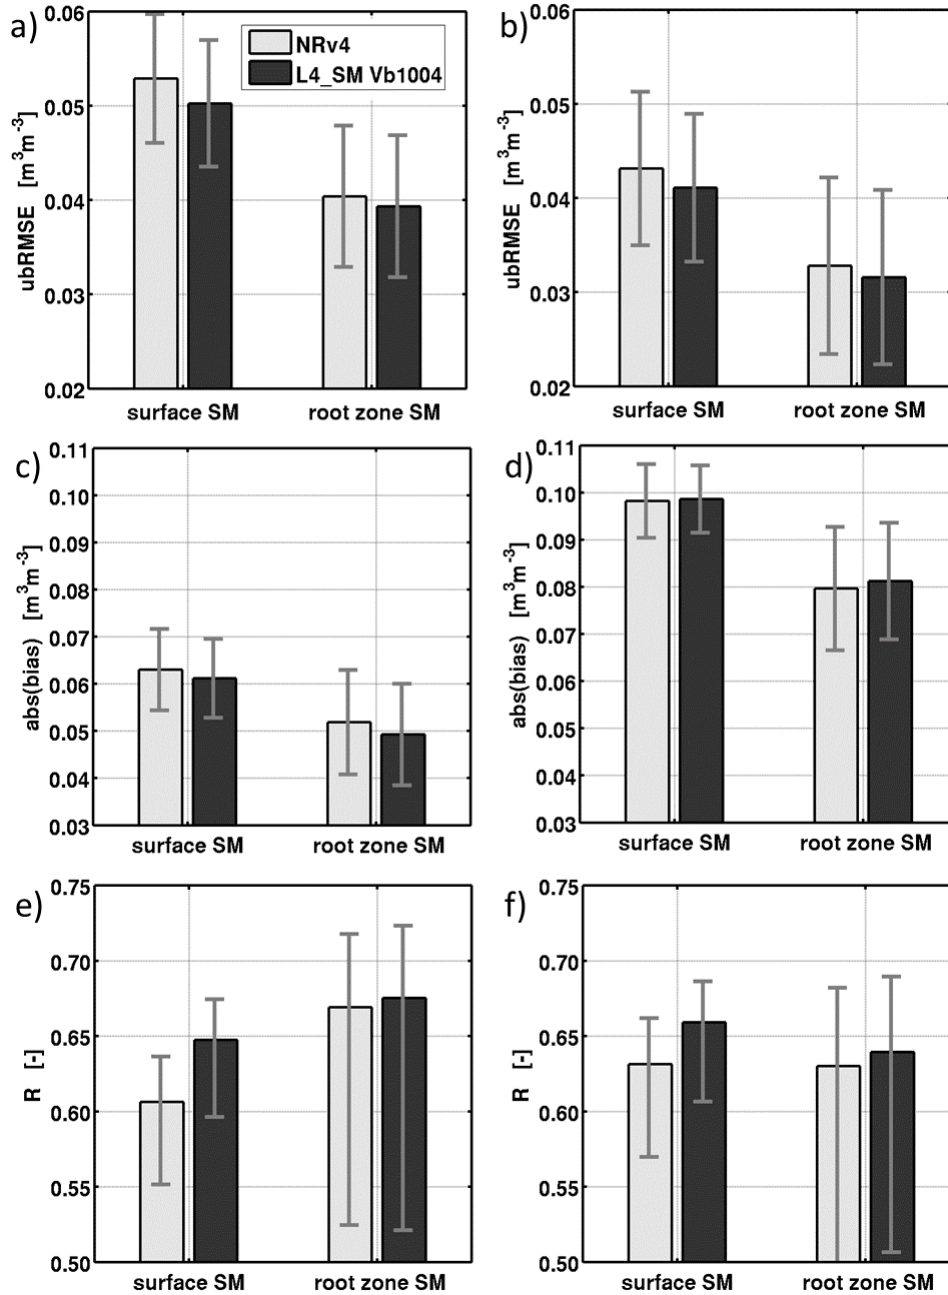 a)
0.06
0.05
0.04
0.03
0.02
ubRMSE [m³m⁻³]
NRv4
L4_SM Vb1004
surface SM root zone SM
b)
0.06
0.05
0.04
0.03
0.02
ubRMSE [m³m⁻³]
surface SM root zone SM
c)
0.11
0.10
0.09
0.08
0.07
0.06
0.05
0.04
0.03
abs(bias) [m³m⁻³]
surface SM root zone SM
d)
0.11
0.10
0.09
0.08
0.07
0.06
0.05
0.04
0.03
abs(bias) [m³m⁻³]
surface SM root zone SM
e)
0.75
0.70
0.65
0.60
0.55
0.50
R [-]
surface SM root zone SM
f)
0.75
0.70
0.65
0.60
0.55
0.50
R [-]
surface SM root zone SM